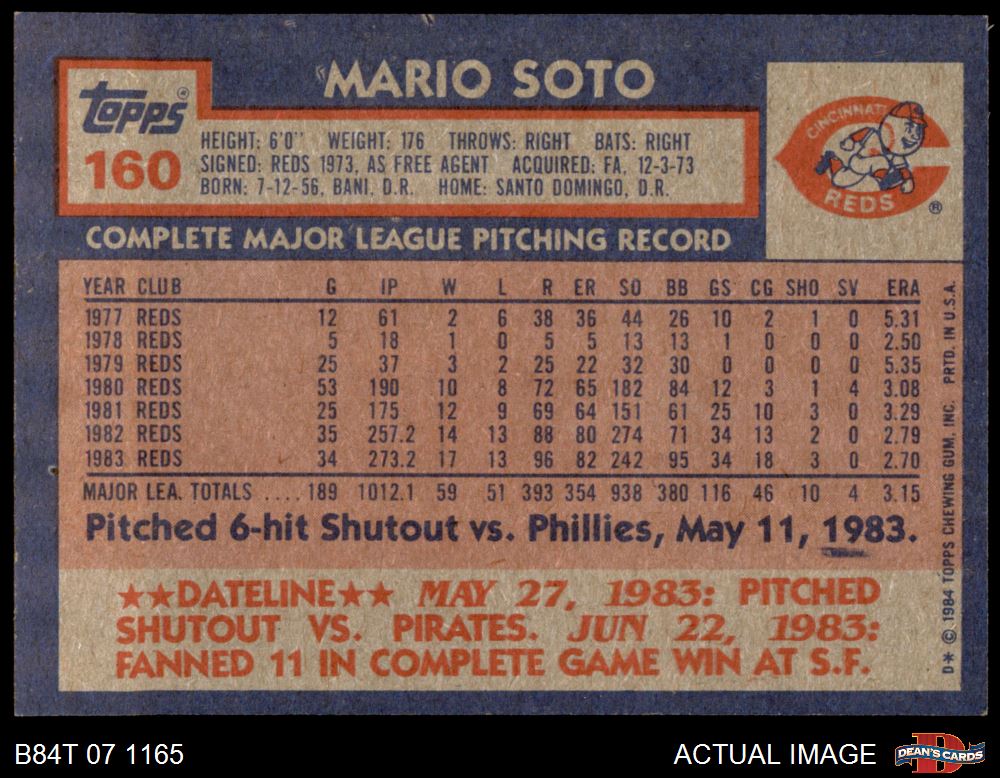 MARIO SOTO
Topps®
160
HEIGHT: 6'0" WEIGHT: 176 THROWS: RIGHT BATS: RIGHT
SIGNED: REDS 1973, AS FREE AGENT ACQUIRED: FA, 12-3-73
BORN: 7-12-56, BANI, D.R. HOME: SANTO DOMINGO, D.R.
CINCINNATI
REDS
®
COMPLETE MAJOR LEAGUE PITCHING RECORD
YEAR CLUB G IP W L R ER SO BB GS CG SHO SV ERA
1977 REDS 12 61 2 6 38 36 44 26 10 2 1 0 5.31
1978 REDS 5 18 1 0 5 5 13 13 1 0 0 0 2.50
1979 REDS 25 37 3 2 25 22 32 30 0 0 0 0 5.35
1980 REDS 53 190 10 8 72 65 182 84 12 3 1 4 3.08
1981 REDS 25 175 12 9 69 64 151 61 25 10 3 0 3.29
1982 REDS 35 257.2 14 13 88 80 274 71 34 13 2 0 2.79
1983 REDS 34 273.2 17 13 96 82 242 95 34 18 3 0 2.70
MAJOR LEA. TOTALS ....189 1012.1 59 51 393 354 938 380 116 46 10 4 3.15
Pitched 6-hit Shutout vs. Phillies, May 11, 1983.
★★DATELINE★★ MAY 27, 1983: PITCHED
SHUTOUT VS. PIRATES. JUN 22, 1983:
FANNED 11 IN COMPLETE GAME WIN AT S.F.
D* © 1984 TOPPS CHEWING GUM, INC. PRTD. IN U.S.A.
B84T 07 1165
ACTUAL IMAGE
DEAN'S CARDS